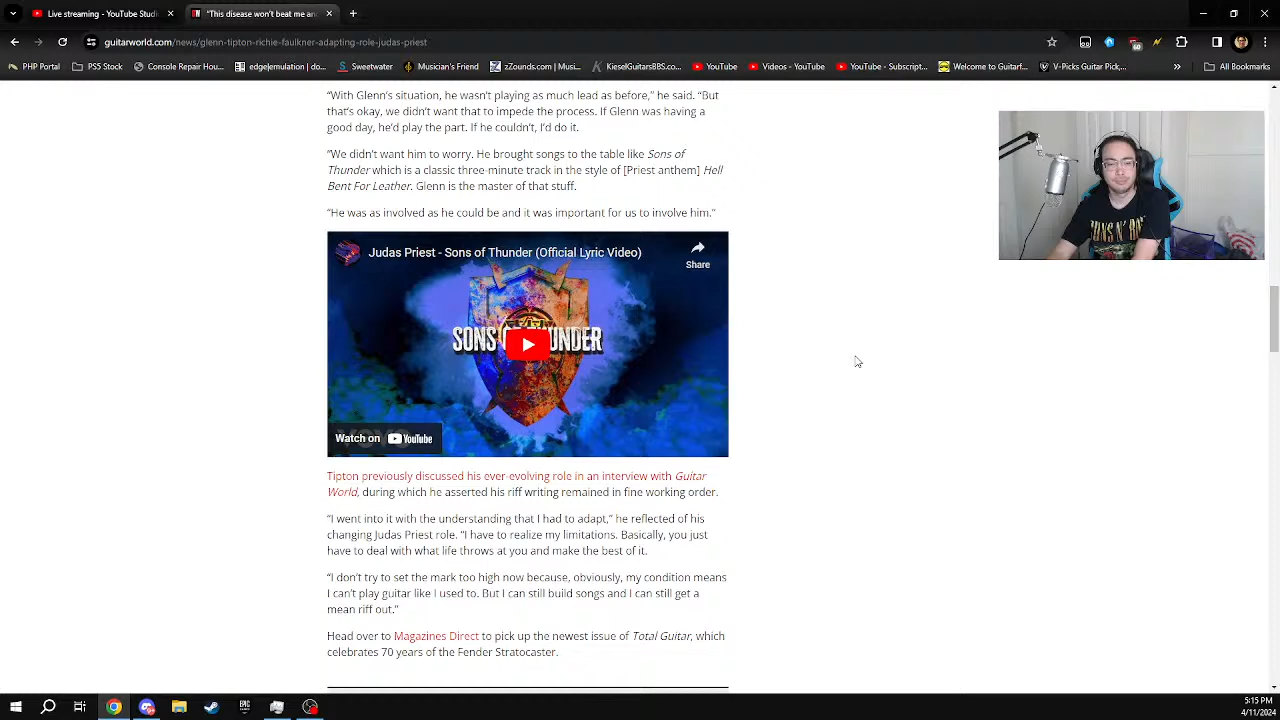 Live streaming - YouTube Studi
"This disease won't beat me an
guitarworld.com/news/glenn-tipton-richie-faulkner-adapting-role-judas-priest
PHP Portal
PS5 Stock
Console Repair Hou...
edge|emulation | do...
Sweetwater
Musician's Friend
zZounds.com | Musi...
KieselGuitarsBBS.co...
YouTube
Videos - YouTube
YouTube - Subscript...
Welcome to Guitarf...
V-Picks Guitar Pick,...
»
All Bookmarks
“With Glenn’s situation, he wasn’t playing as much lead as before,” he said. “But
that’s okay, we didn’t want that to impede the process. If Glenn was having a
good day, he’d play the part. If he couldn’t, I’d do it.
“We didn’t want him to worry. He brought songs to the table like Sons of
Thunder which is a classic three-minute track in the style of [Priest anthem] Hell
Bent For Leather. Glenn is the master of that stuff.
“He was as involved as he could be and it was important for us to involve him.”
Judas Priest - Sons of Thunder (Official Lyric Video)
Share
SONS OF THUNDER
Watch on YouTube
Tipton previously discussed his ever-evolving role in an interview with Guitar
World, during which he asserted his riff writing remained in fine working order.
“I went into it with the understanding that I had to adapt,” he reflected of his
changing Judas Priest role. “I have to realize my limitations. Basically, you just
have to deal with what life throws at you and make the best of it.
“I don’t try to set the mark too high now because, obviously, my condition means
I can’t play guitar like I used to. But I can still build songs and I can still get a
mean riff out.”
Head over to Magazines Direct to pick up the newest issue of Total Guitar, which
celebrates 70 years of the Fender Stratocaster.
GUNS N' RO
5:15 PM
4/11/2024